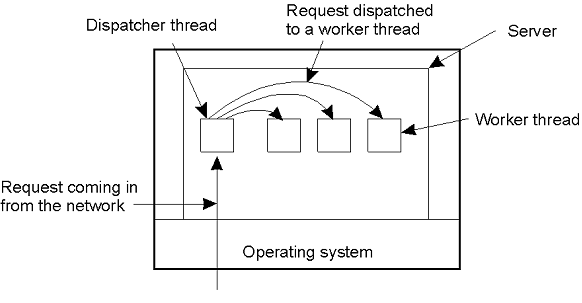 Request dispatched
to a worker thread
Dispatcher thread
Server
Worker thread
Request coming in
from the network
Operating system